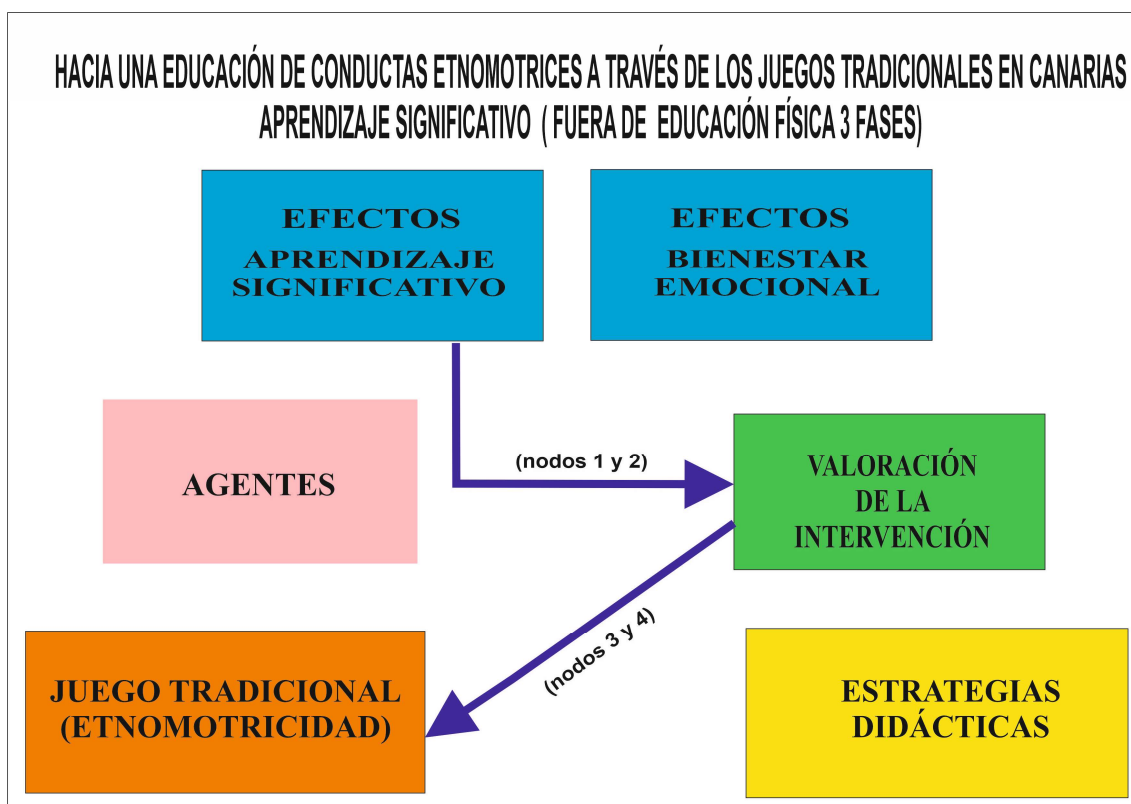 HACIA UNA EDUCACIÓN DE CONDUCTAS ETNOMOTRICES A TRAVÉS DE LOS JUEGOS TRADICIONALES EN CANARIAS
APRENDIZAJE SIGNIFICATIVO ( FUERA DE EDUCACIÓN FÍSICA 3 FASES)
EFECTOS
APRENDIZAJE
SIGNIFICATIVO
EFECTOS
BIENESTAR
EMOCIONAL
AGENTES
(nodos 1 y 2)
VALORACIÓN
DE LA
INTERVENCIÓN
(nodos 3 y 4)
JUEGO TRADICIONAL
(ETNOMOTRICIDAD)
ESTRATEGIAS
DIDÁCTICAS